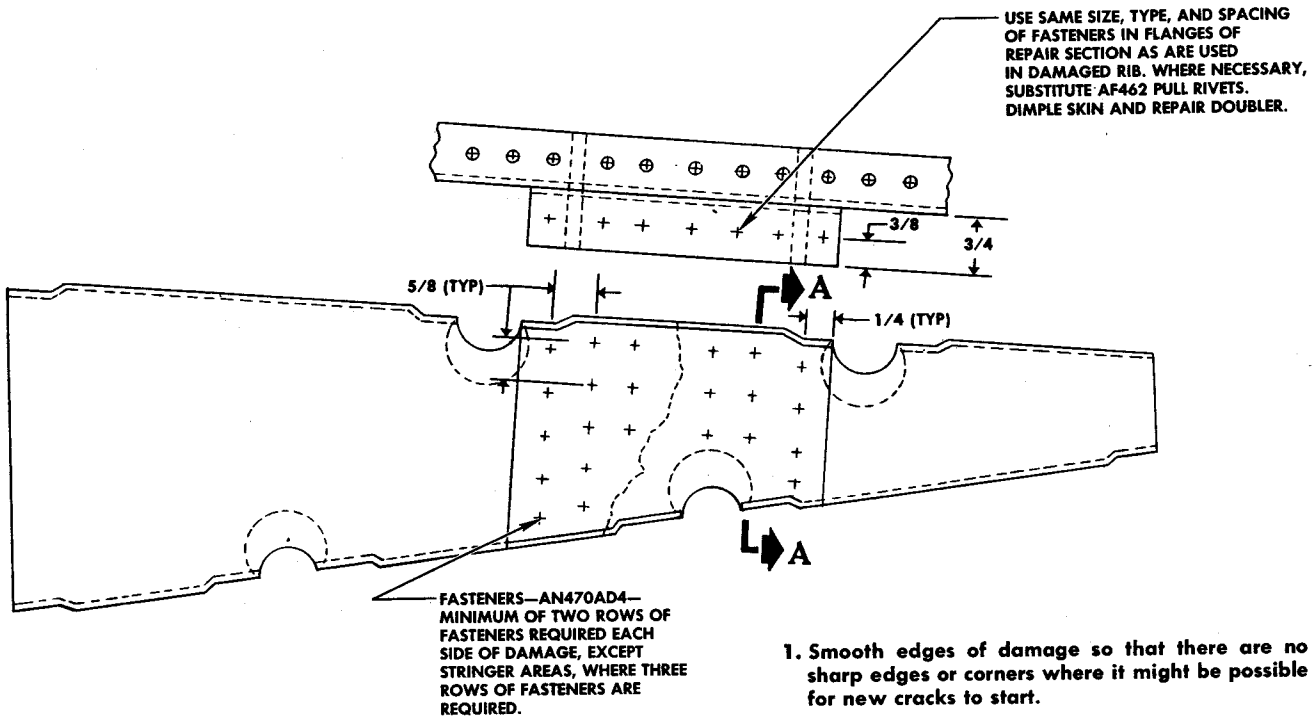 USE SAME SIZE, TYPE, AND SPACING
OF FASTENERS IN FLANGES OF
REPAIR SECTION AS ARE USED
IN DAMAGED RIB. WHERE NECESSARY,
SUBSTITUTE AF462 PULL RIVETS.
DIMPLE SKIN AND REPAIR DOUBLER.
3/8
3/4
5/8 (TYP)
A
1/4 (TYP)
A
FASTENERS—AN470AD4—
MINIMUM OF TWO ROWS OF
FASTENERS REQUIRED EACH
SIDE OF DAMAGE, EXCEPT
STRINGER AREAS, WHERE THREE
ROWS OF FASTENERS ARE
REQUIRED.
1. Smooth edges of damage so that there are no
sharp edges or corners where it might be possible
for new cracks to start.